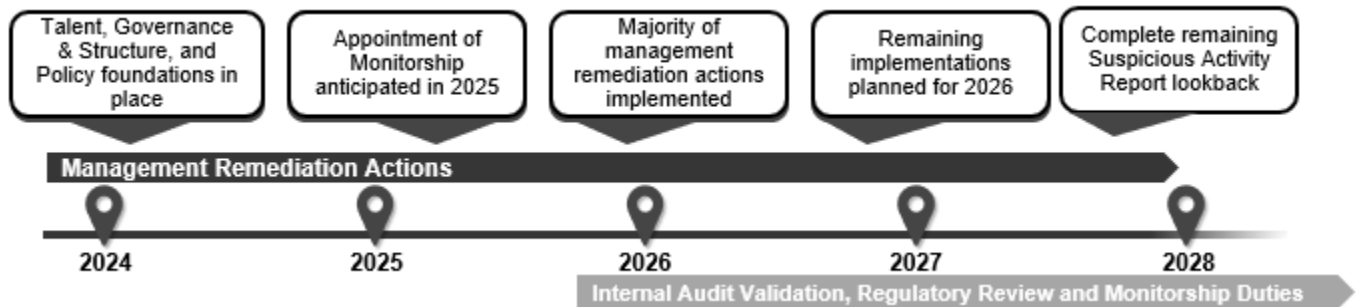 Talent, Governance
& Structure, and
Policy foundations in
place
Appointment of
Monitorship
anticipated in 2025
Majority of
management
remediation actions
implemented
Remaining
implementations
planned for 2026
Complete remaining
Suspicious Activity
Report lookback
Management Remediation Actions
2024
2025
2026
2027
2028
Internal Audit Validation, Regulatory Review and Monitorship Duties